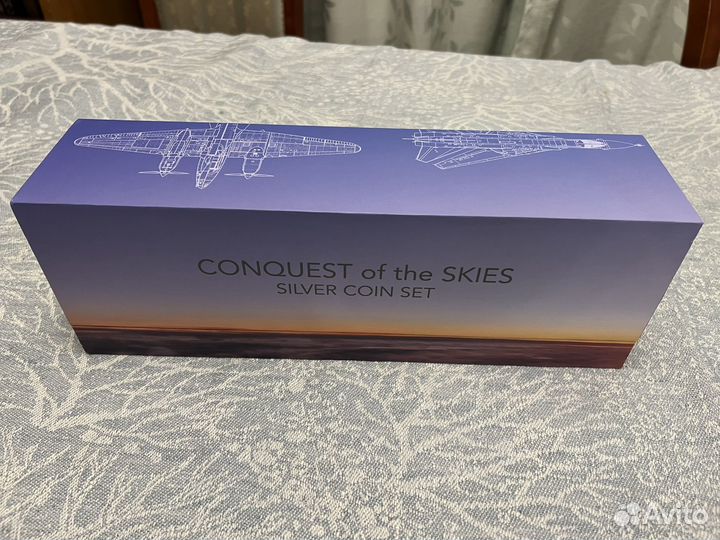 CONQUEST of the SKIES
SILVER COIN SET
Avito